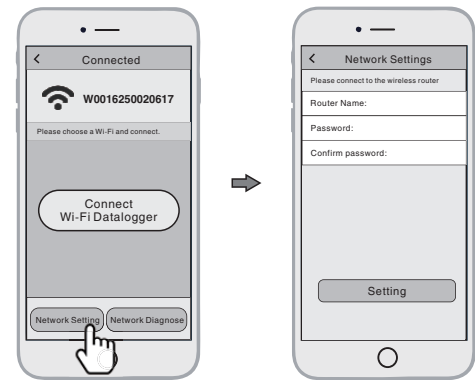 Connected
W0016250020617
Please choose a Wi-Fi and connect.
Connect
Wi-Fi Datalogger
Network Setting
Network Diagnose
Network Settings
Please connect to the wireless router
Router Name:
Password:
Confirm password:
Setting